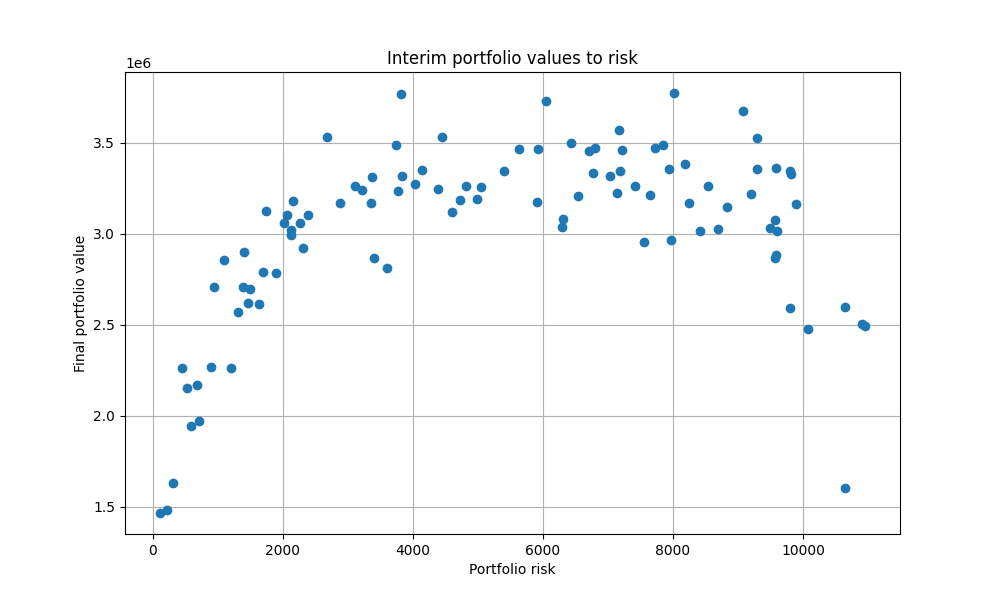 Interim portfolio values to risk
1e6
3.5
3.0
2.5
2.0
1.5
Final portfolio value
0 2000 4000 6000 8000 10000
Portfolio risk